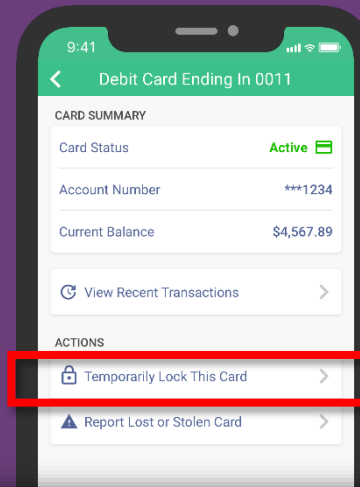 9:41
Debit Card Ending In 0011
CARD SUMMARY
Card Status Active
Account Number ***1234
Current Balance $4,567.89
View Recent Transactions
ACTIONS
Temporarily Lock This Card
Report Lost or Stolen Card